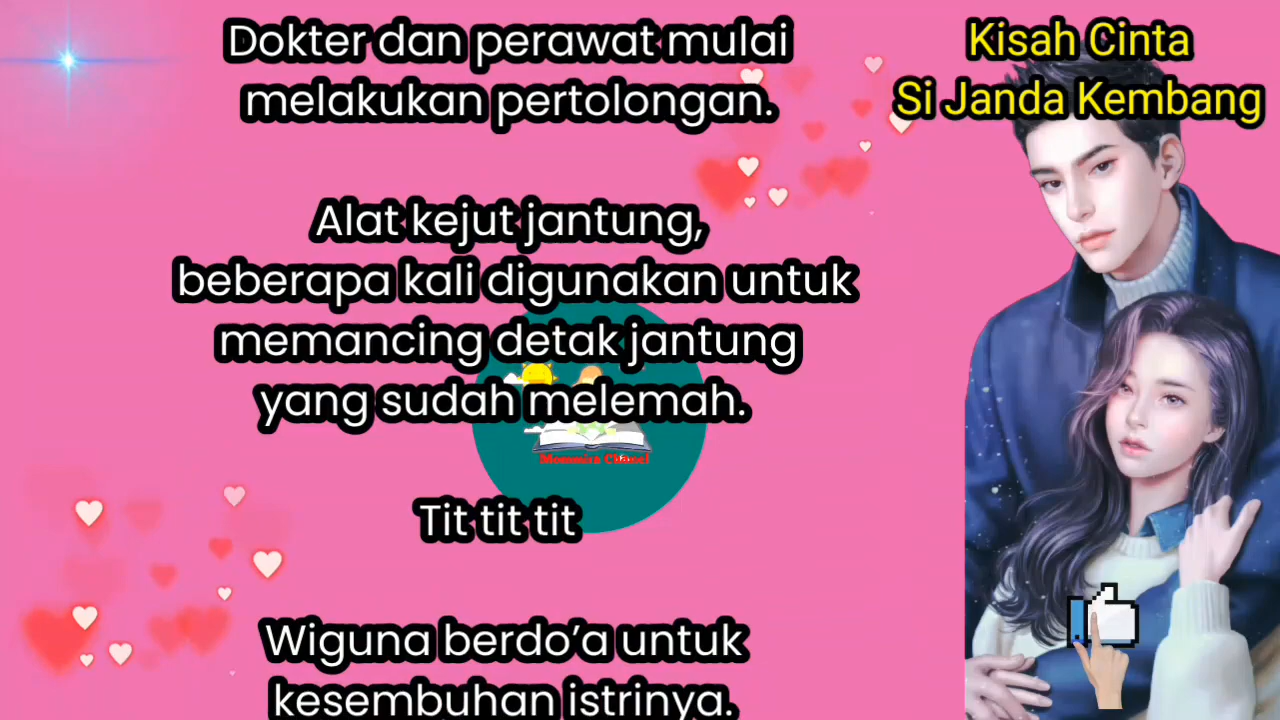 Dokter dan perawat mulai
melakukan pertolongan.
Alat kejut jantung,
beberapa kali digunakan untuk
memancing detak jantung
yang sudah melemah.
Tit tit tit
Wiguna berdo’a untuk
kesembuhan istrinya.
Kisah Cinta
Si Janda Kembang